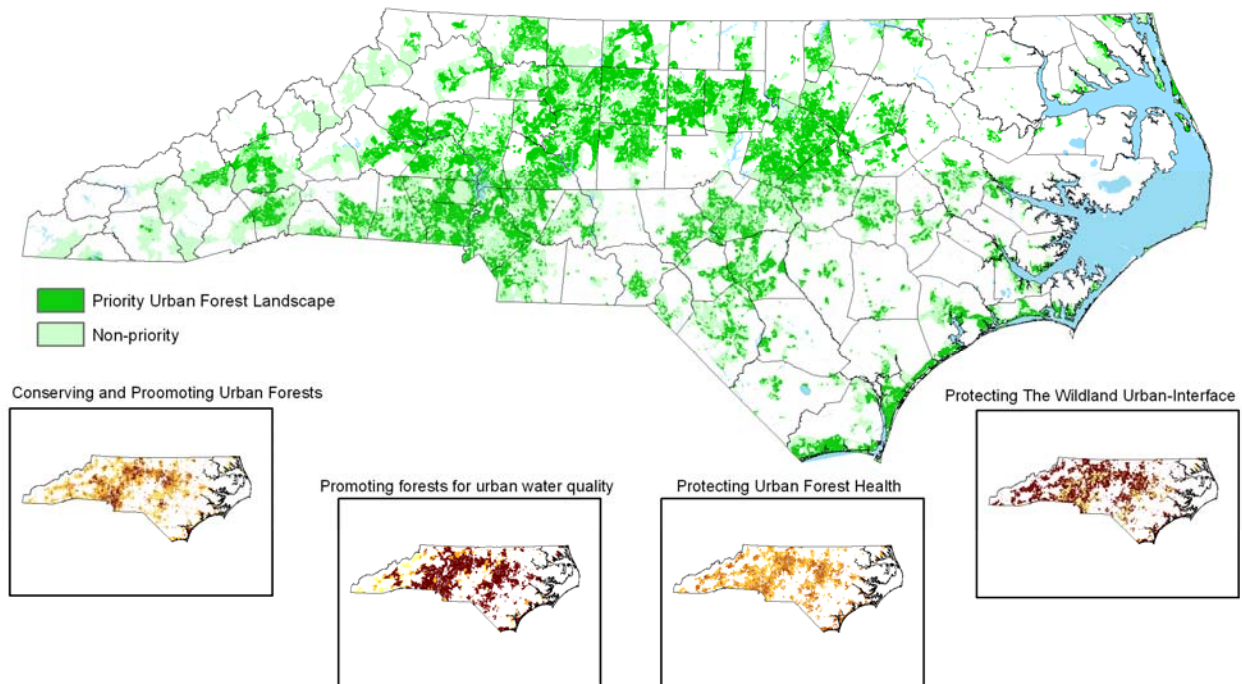 Priority Urban Forest Landscape
Non-priority
Conserving and Proomoting Urban Forests
Promoting forests for urban water quality
Protecting Urban Forest Health
Protecting The Wildland Urban-Interface